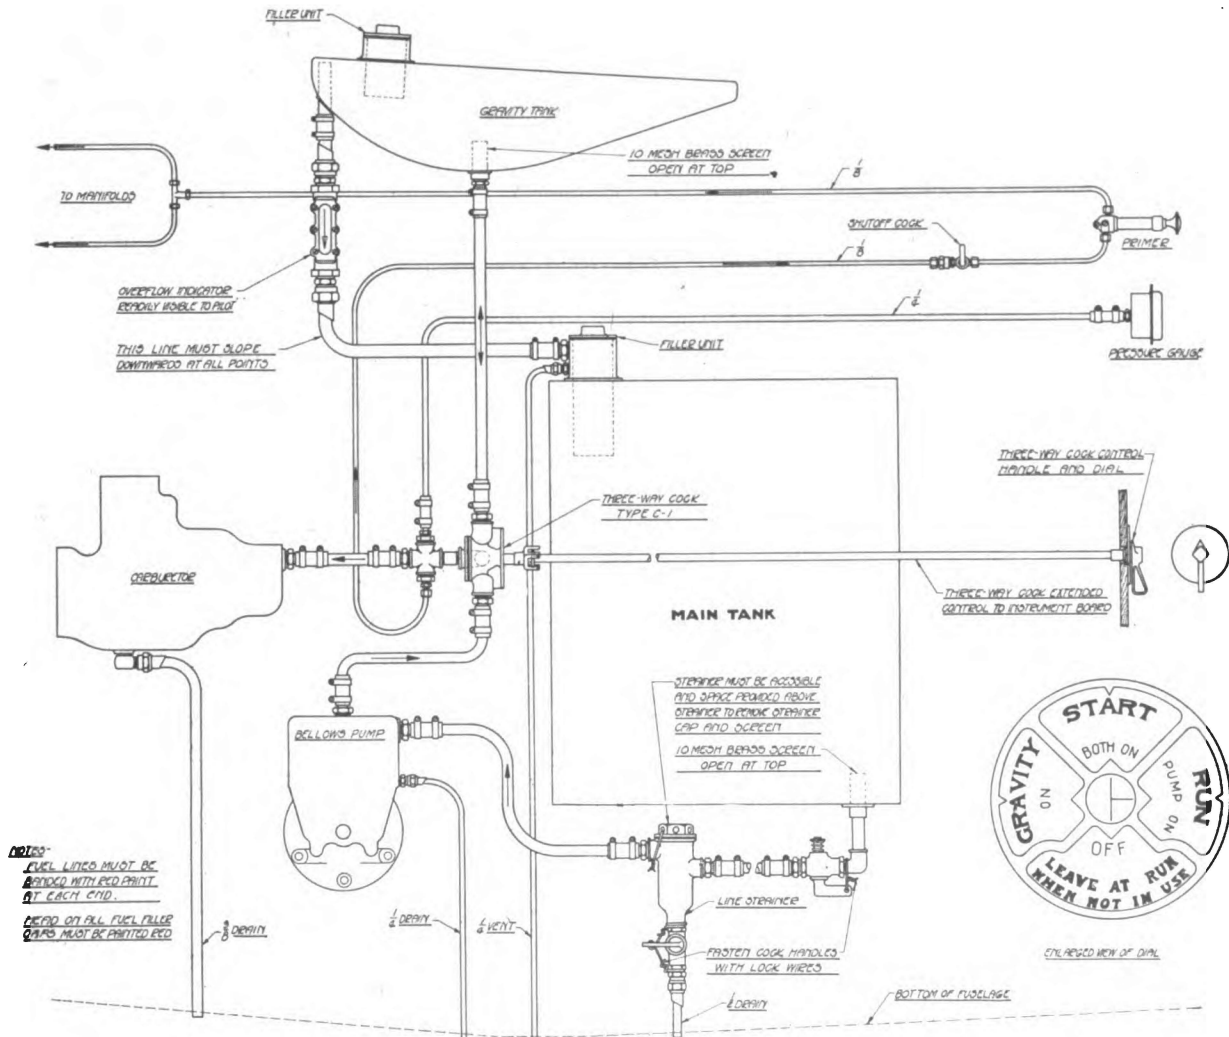 FILLER UNIT
GRAVITY TANK
10 MESH BRASS SCREEN
OPEN AT TOP
TO MANIFOLDS
1/8
SHUTOFF COCK
PRIMER
1/8
OVERFLOW INDICATOR
READILY VISIBLE TO PILOT
1/4
THIS LINE MUST SLOPE
DOWNWARDS AT ALL POINTS
FILLER UNIT
PRESSURE GAUGE
THREE-WAY COCK CONTROL
HANDLE AND DIAL
THREE-WAY COCK
TYPE C-1
CARBURETOR
THREE-WAY COCK EXTENDED
CONTROL TO INSTRUMENT BOARD
MAIN TANK
STRAINER MUST BE ACCESSIBLE
AND SPACE PROVIDED ABOVE
STRAINER TO REMOVE STRAINER
CAP AND SCREEN
10 MESH BRASS SCREEN
OPEN AT TOP
BELLOWS PUMP
START
BOTH ON
GRAVITY
ON
RUN
PUMP ON
OFF
LEAVE AT RUN
WHEN NOT IN USE
NOTES-
FUEL LINES MUST BE
BANDED WITH RED PAINT
AT EACH END.
HEAD ON ALL FUEL FILLER
CAPS MUST BE PAINTED RED
3/8 DRAIN
1/4 DRAIN
1/4 VENT
LINE STRAINER
FASTEN COCK HANDLES
WITH LOCK WIRES
ENLARGED VIEW OF DIAL
DRAIN
BOTTOM OF FUSELAGE